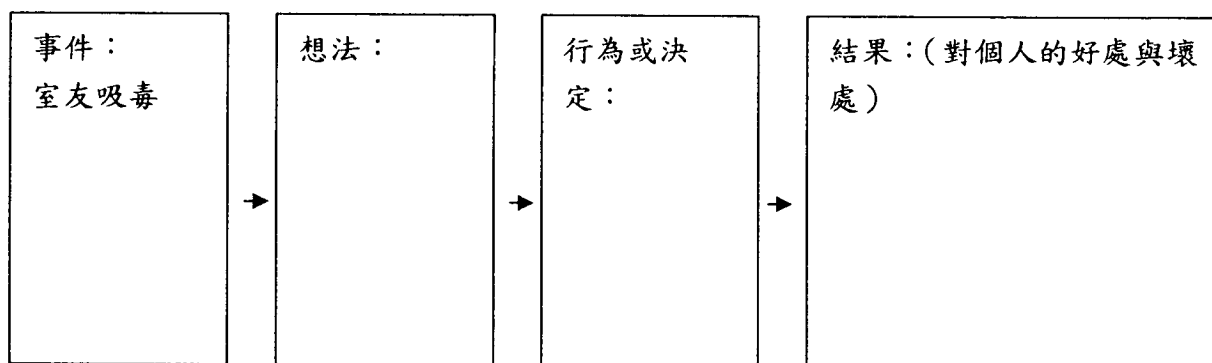 事件：
室友吸毒
想法：
行為或決
定：
結果：(對個人的好處與壞
處)